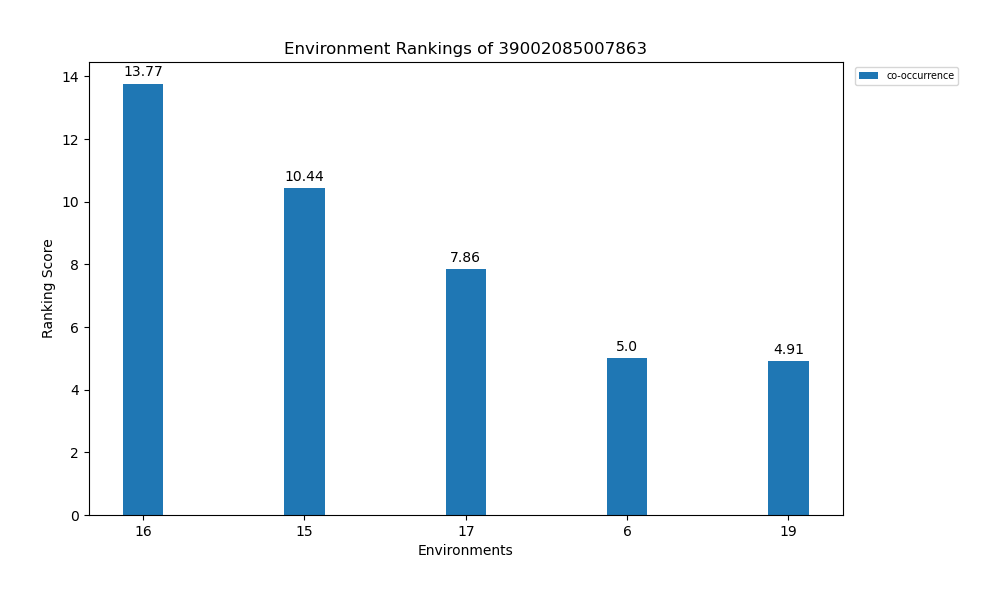 Environment Rankings of 39002085007863
co-occurrence
Ranking Score
14
12
10
8
6
4
2
0
13.77
10.44
7.86
5.0
4.91
16 15 17 6 19
Environments